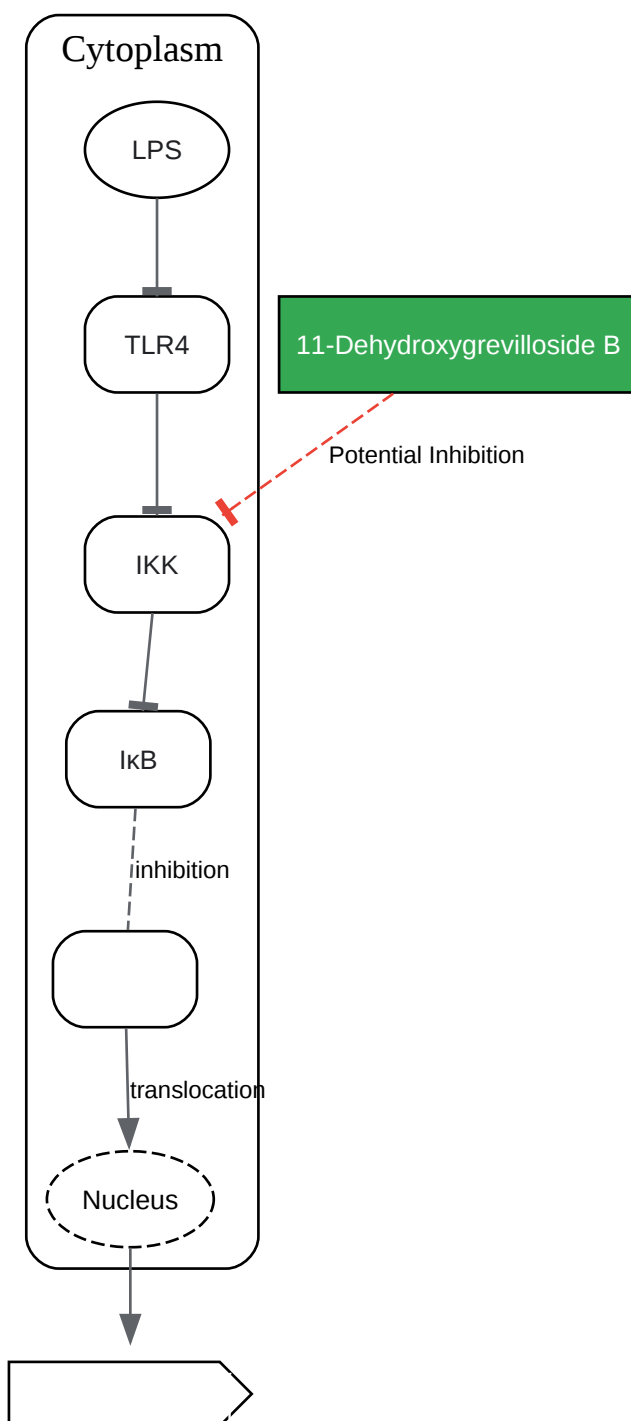 Cytoplasm
LPS
TLR4
11-Dehydroxygrevilloside B
Potential Inhibition
IKK
IκB
inhibition
translocation
Nucleus